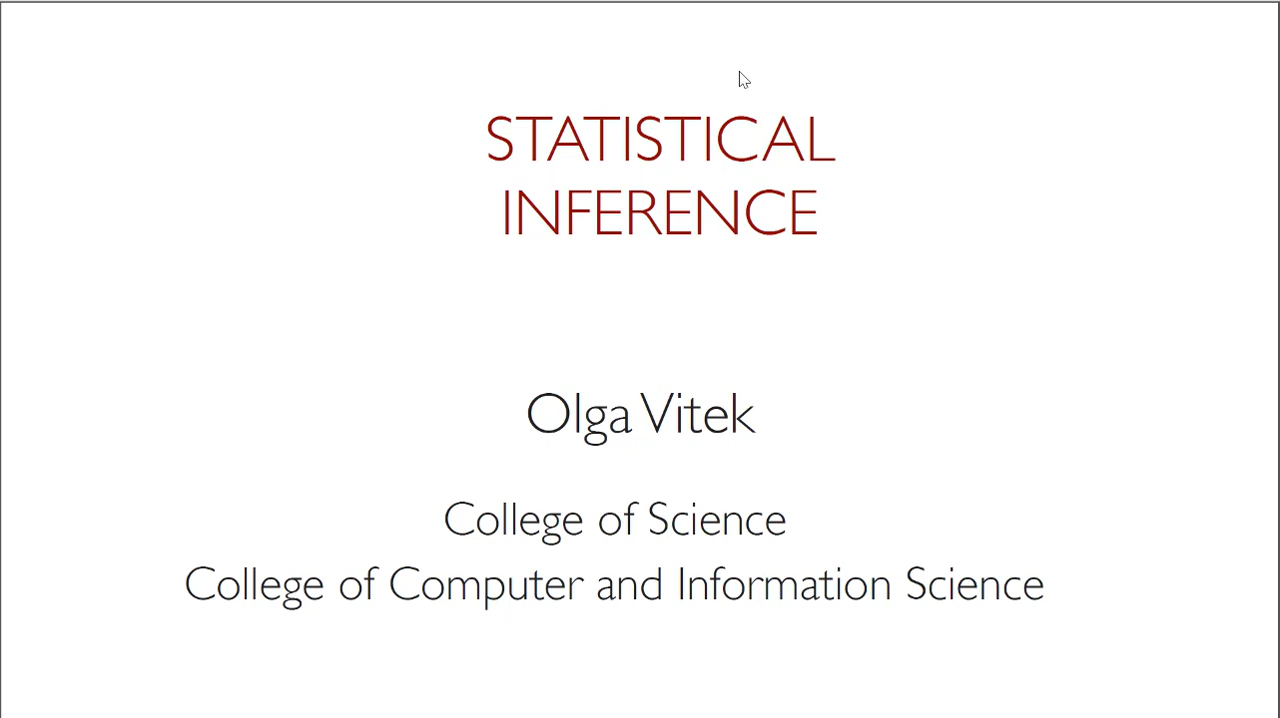 STATISTICAL
INFERENCE
Olga Vitek
College of Science
College of Computer and Information Science